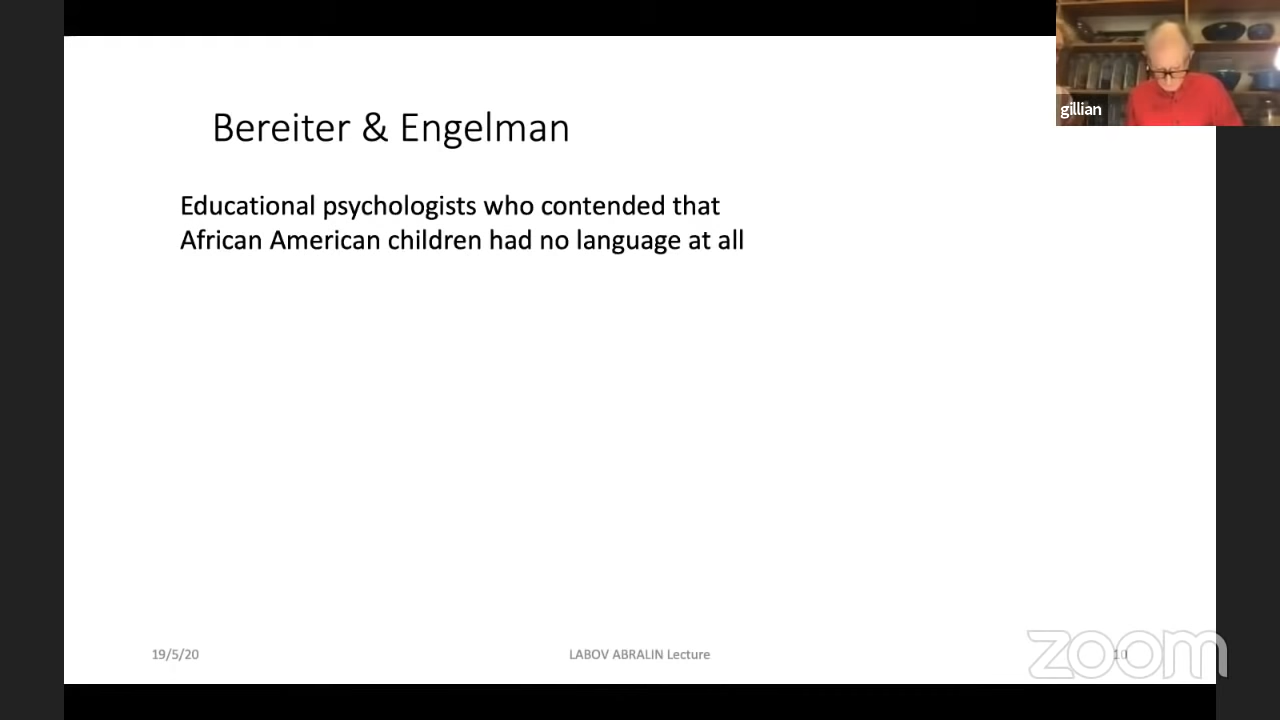 Bereiter & Engelman
gillian
Educational psychologists who contended that
African American children had no language at all
19/5/20
LABOV ABRALIN Lecture
10
zoom